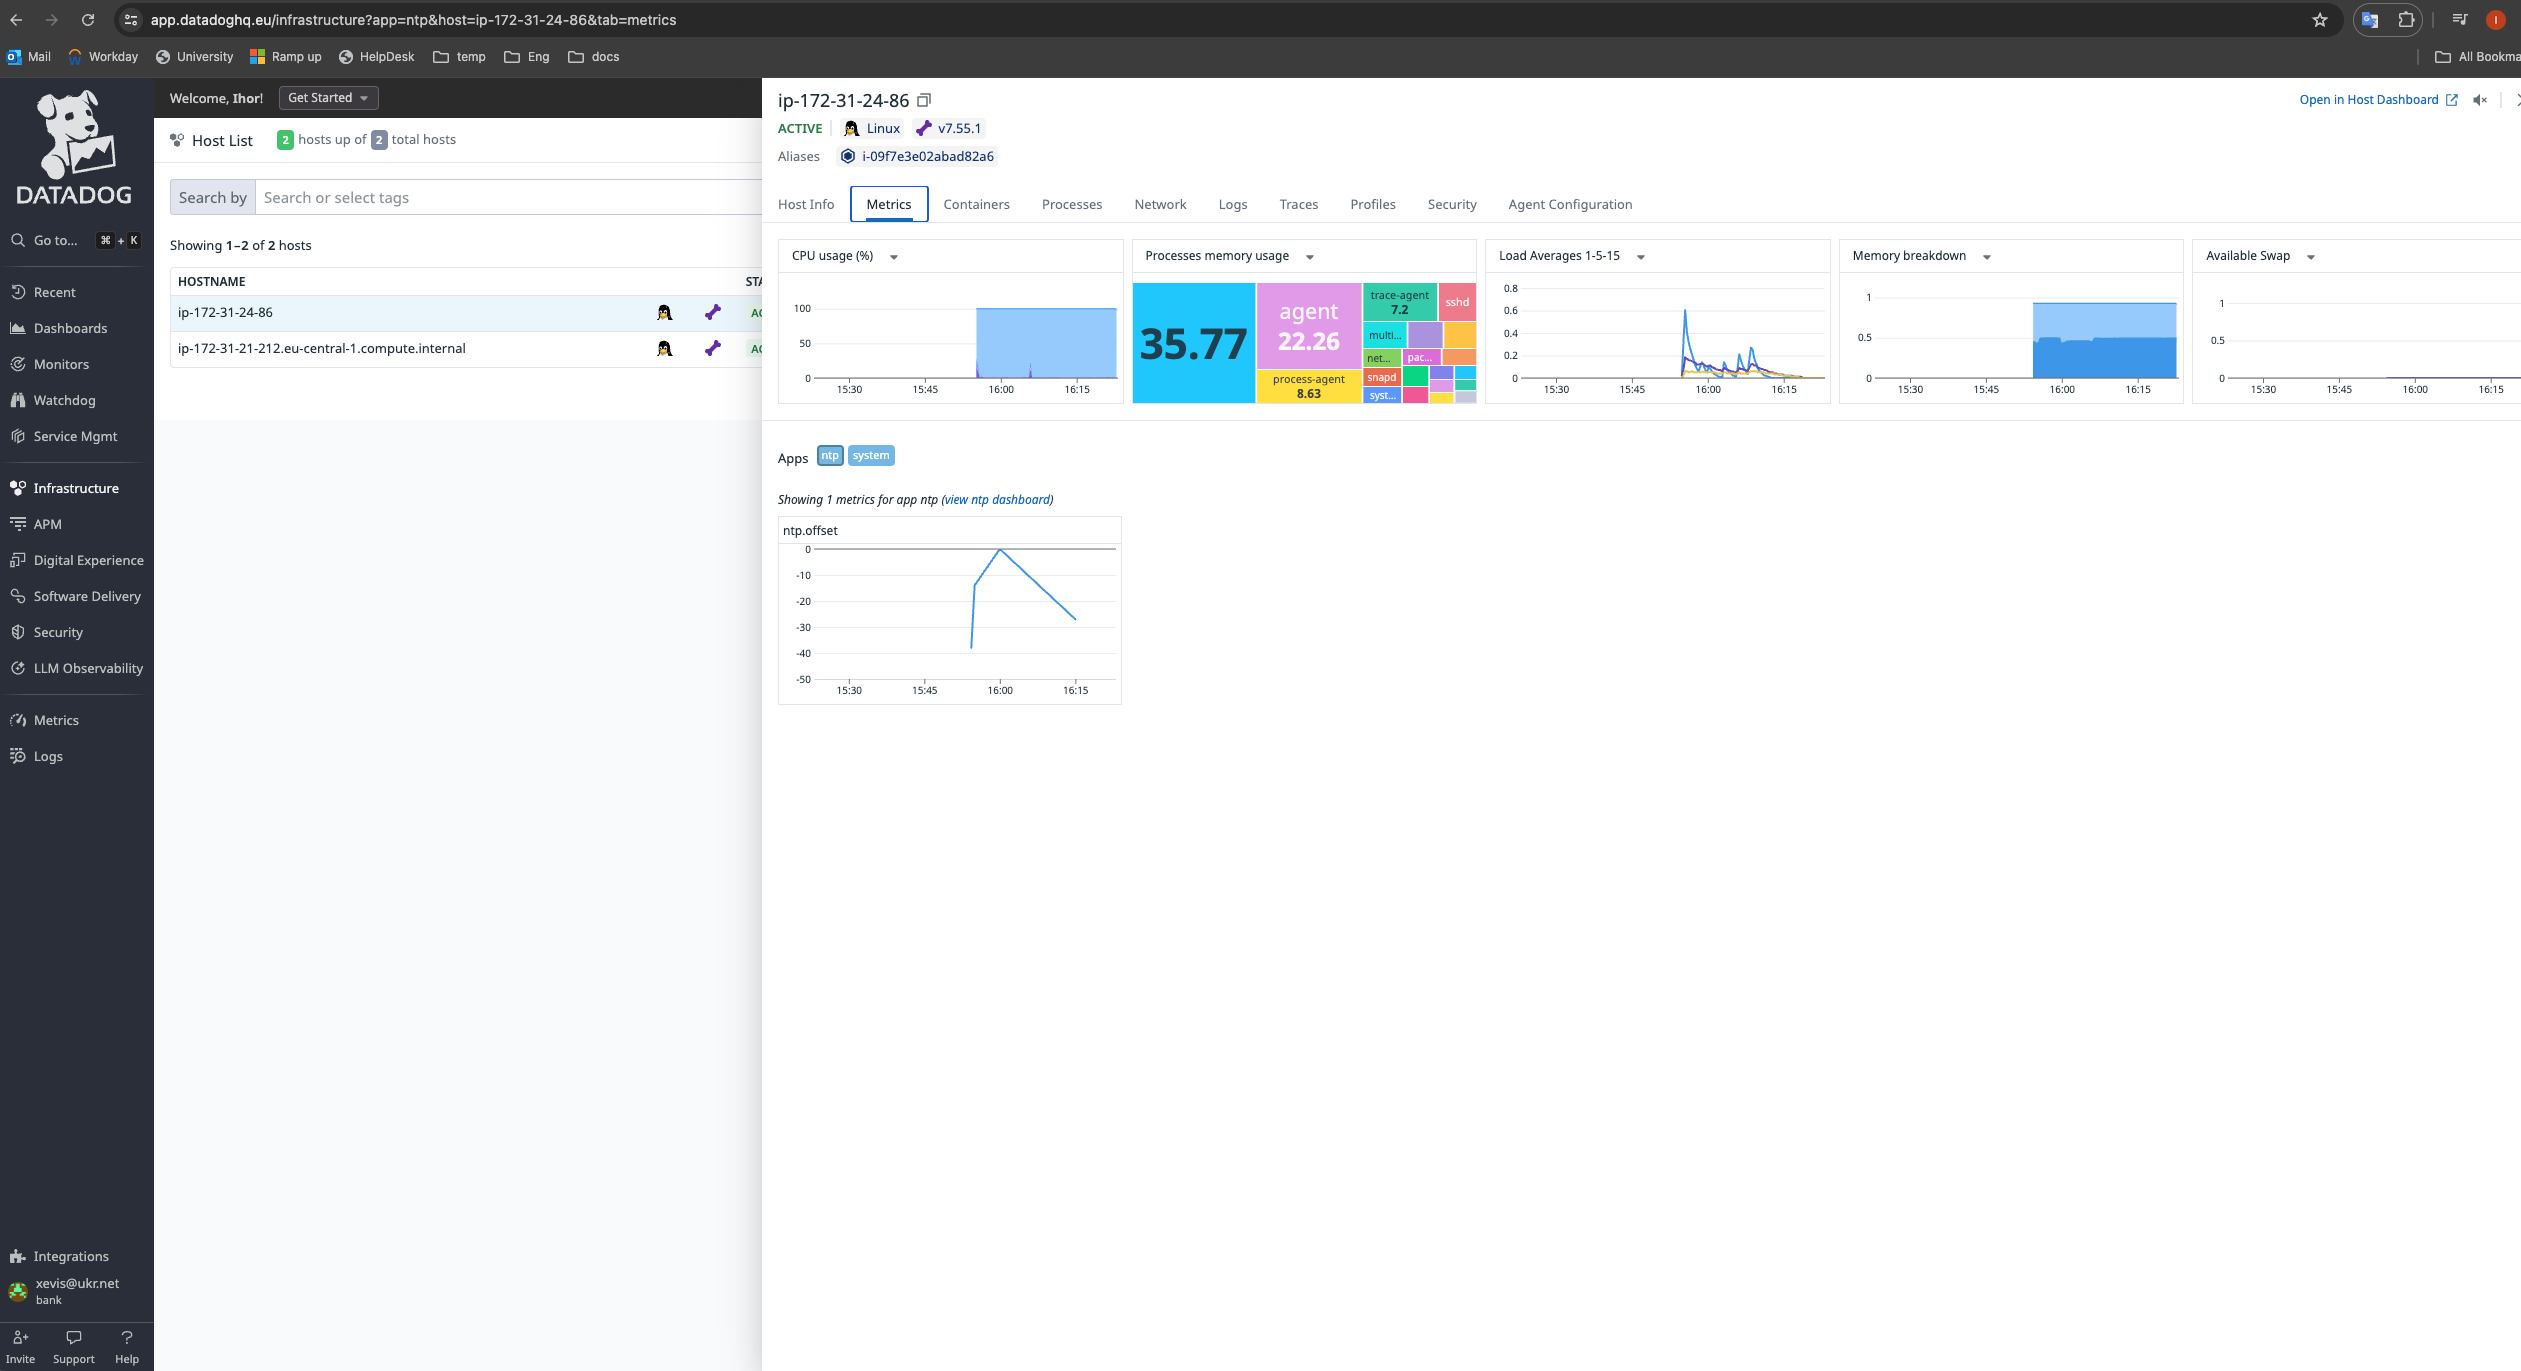 app.datadoghq.eu/infrastructure?app=ntp&host=ip-172-31-24-86&tab=metrics
Mail Workday University Ramp up HelpDesk temp Eng docs All Bookma
DATADOG
Go to... ⌘ + K
Recent
Dashboards
Monitors
Watchdog
Service Mgmt
Infrastructure
APM
Digital Experience
Software Delivery
Security
LLM Observability
Metrics
Logs
Integrations
xevis@ukr.net
bank
Invite Support Help
Welcome, Ihor! Get Started
Host List 2 hosts up of 2 total hosts
Search by Search or select tags
Showing 1–2 of 2 hosts
HOSTNAME STA
ip-172-31-24-86 AC
ip-172-31-21-212.eu-central-1.compute.internal AC
ip-172-31-24-86
Open in Host Dashboard
ACTIVE Linux v7.55.1
Aliases i-09f7e3e02abad82a6
Host Info Metrics Containers Processes Network Logs Traces Profiles Security Agent Configuration
CPU usage (%)
100
50
0
15:30 15:45 16:00 16:15
Processes memory usage
35.77
agent
22.26
process-agent
8.63
trace-agent
7.2
sshd
multi...
net... pac...
snapd
syst...
Load Averages 1-5-15
0.8
0.6
0.4
0.2
0
15:30 15:45 16:00 16:15
Memory breakdown
1
0.5
0
15:30 15:45 16:00 16:15
Available Swap
1
0.5
0
15:30 15:45 16:00 16:15
Apps ntp system
Showing 1 metrics for app ntp (view ntp dashboard)
ntp.offset
0
-10
-20
-30
-40
-50
15:30 15:45 16:00 16:15